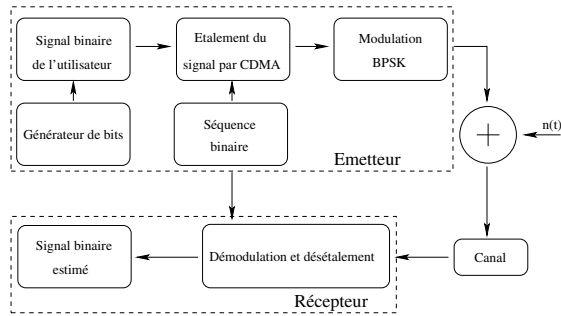 Signal binaire
de l'utilisateur
Etalement du
signal par CDMA
Modulation
BPSK
Générateur de bits
Séquence
binaire
Emetteur
n(t)
Signal binaire
estimé
Démodulation et désétalement
Canal
Récepteur